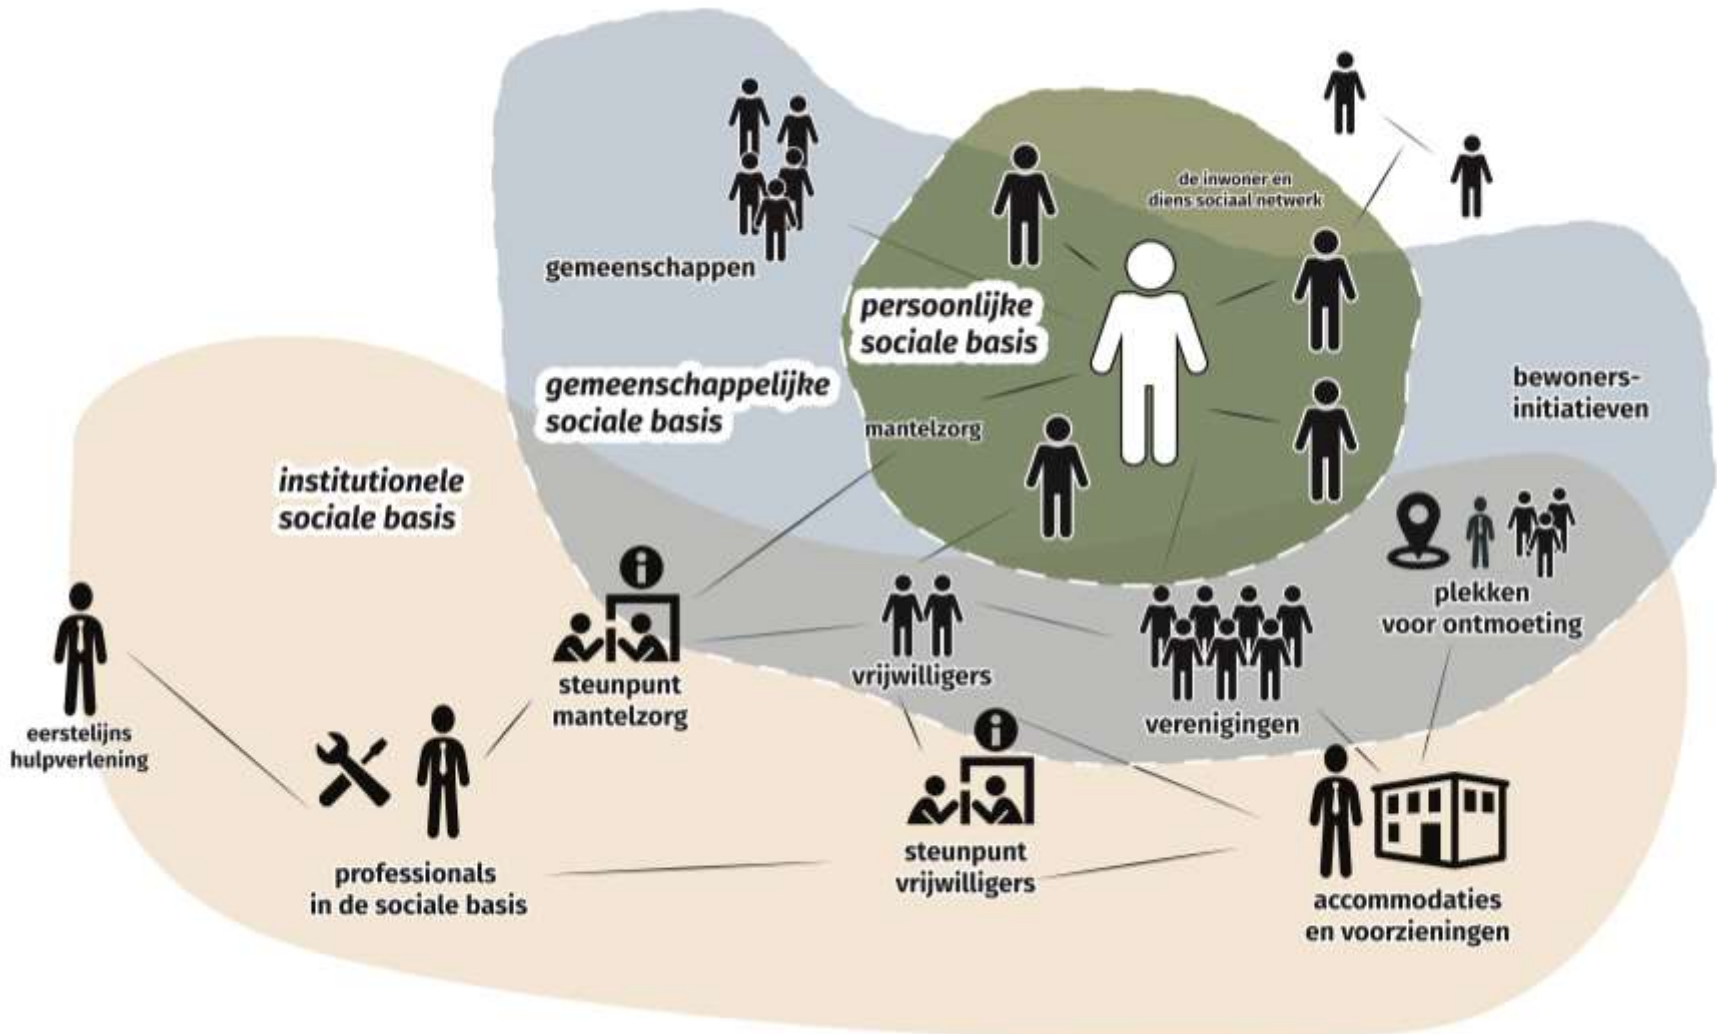 de inwoner en
diens sociaal netwerk
gemeenschappen
persoonlijke
sociale basis
gemeenschappelijke
sociale basis
bewoners-
initiatieven
mantelzorg
institutionele
sociale basis
plekken
voor ontmoeting
steunpunt
mantelzorg
vrijwilligers
verenigingen
eerstelijns
hulpverlening
steunpunt
vrijwilligers
professionals
in de sociale basis
accommodaties
en voorzieningen